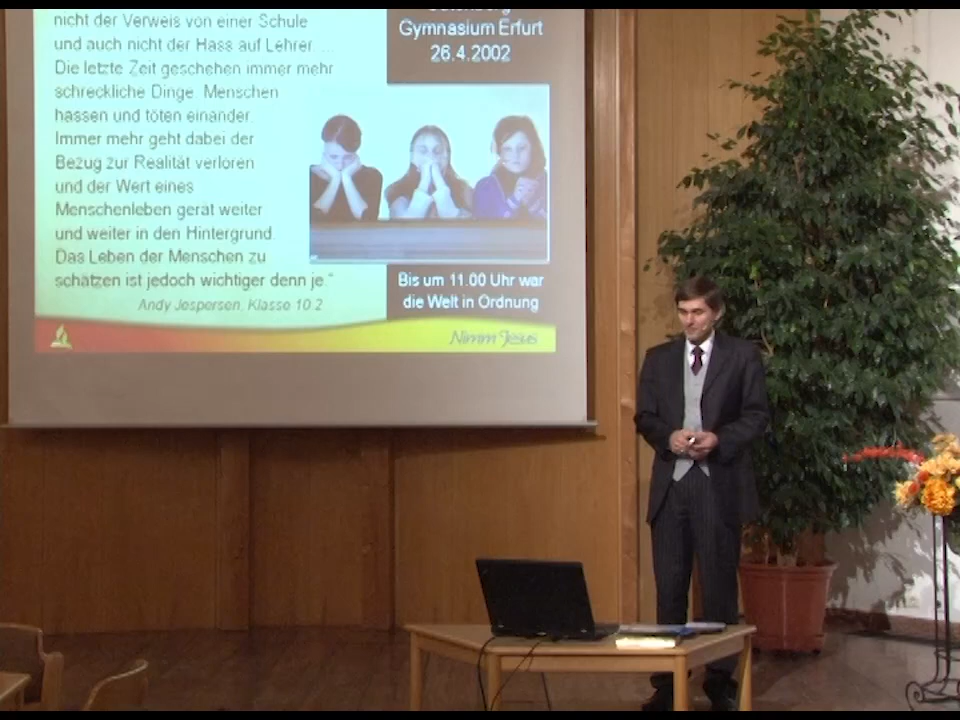 nicht der Verweis von einer Schule
und auch nicht der Hass auf Lehrer ...
Die letzte Zeit geschehen immer mehr
schreckliche Dinge. Menschen
hassen und töten einander.
Immer mehr geht dabei der
Bezug zur Realität verloren
und der Wert eines
Menschenleben gerät weiter
und weiter in den Hintergrund.
Das Leben der Menschen zu
schätzen ist jedoch wichtiger denn je."
Andy Jespersen, Klasse 10.2
Gymnasium Erfurt
26.4.2002
Bis um 11.00 Uhr war
die Welt in Ordnung
Nimm Jesus